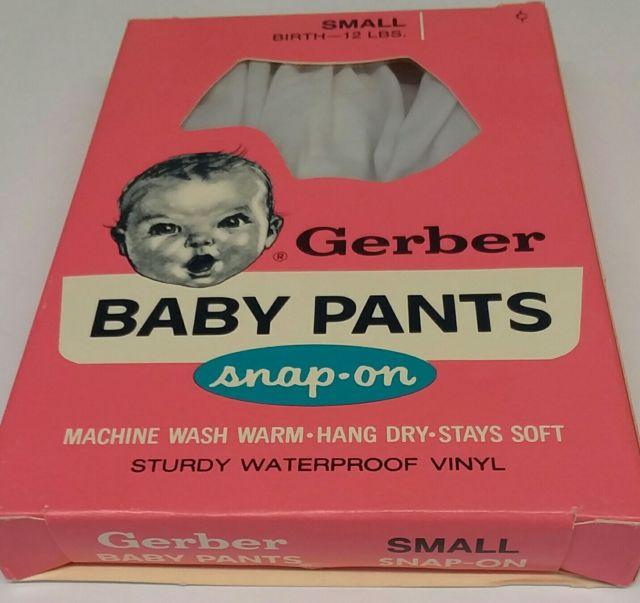 SMALL
BIRTH—12 LBS.
¢
® Gerber
BABY PANTS
snap-on
MACHINE WASH WARM•HANG DRY•STAYS SOFT
STURDY WATERPROOF VINYL
Gerber
BABY PANTS
SMALL
SNAP-ON